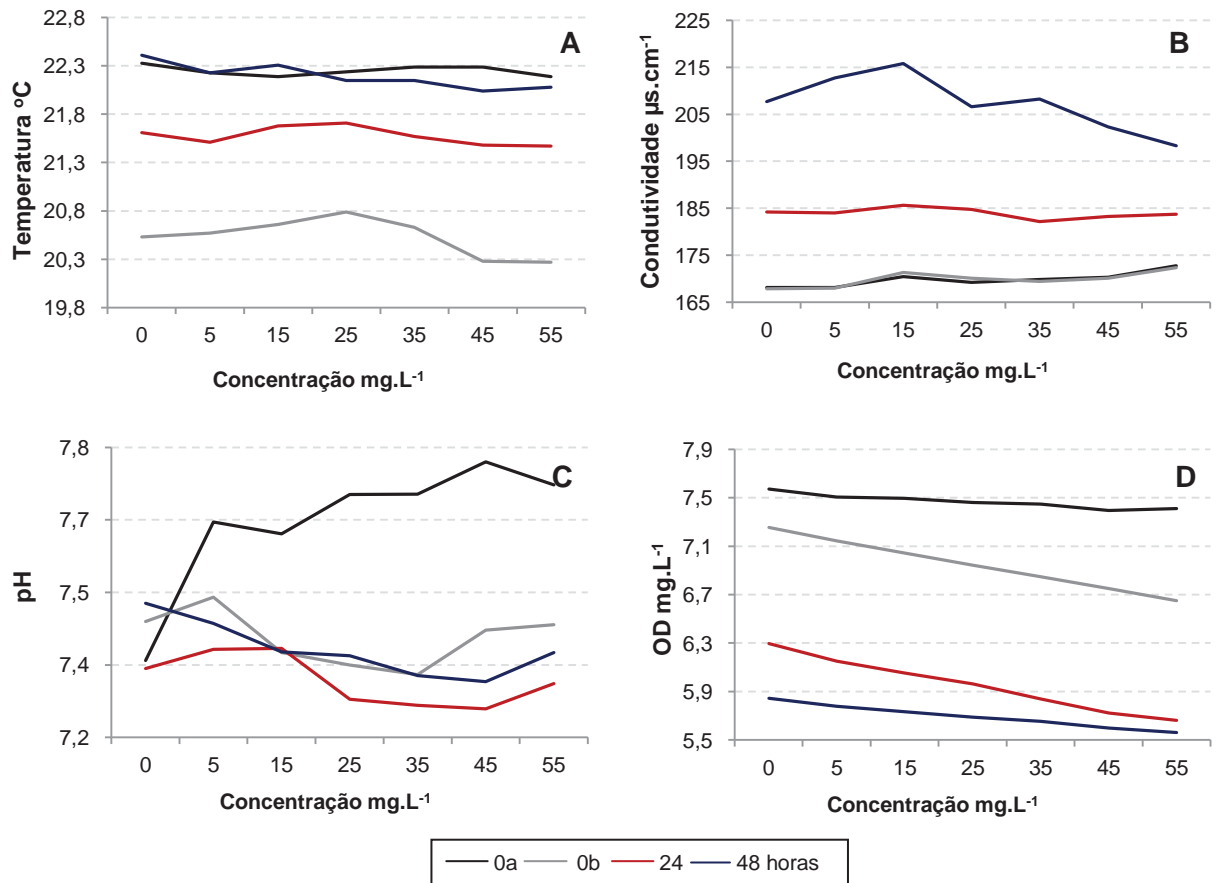 A
Temperatura ºC
22,8
22,3
21,8
21,3
20,8
20,3
19,8
0 5 15 25 35 45 55
Concentração mg.L-1
B
Condutividade µs.cm-1
225
215
205
195
185
175
165
0 5 15 25 35 45 55
Concentração mg.L-1
C
pH
7,8
7,7
7,5
7,4
7,2
0 5 15 25 35 45 55
Concentração mg.L-1
D
OD mg.L-1
7,9
7,5
7,1
6,7
6,3
5,9
5,5
0 5 15 25 35 45 55
Concentração mg.L-1
0a 0b 24 48 horas